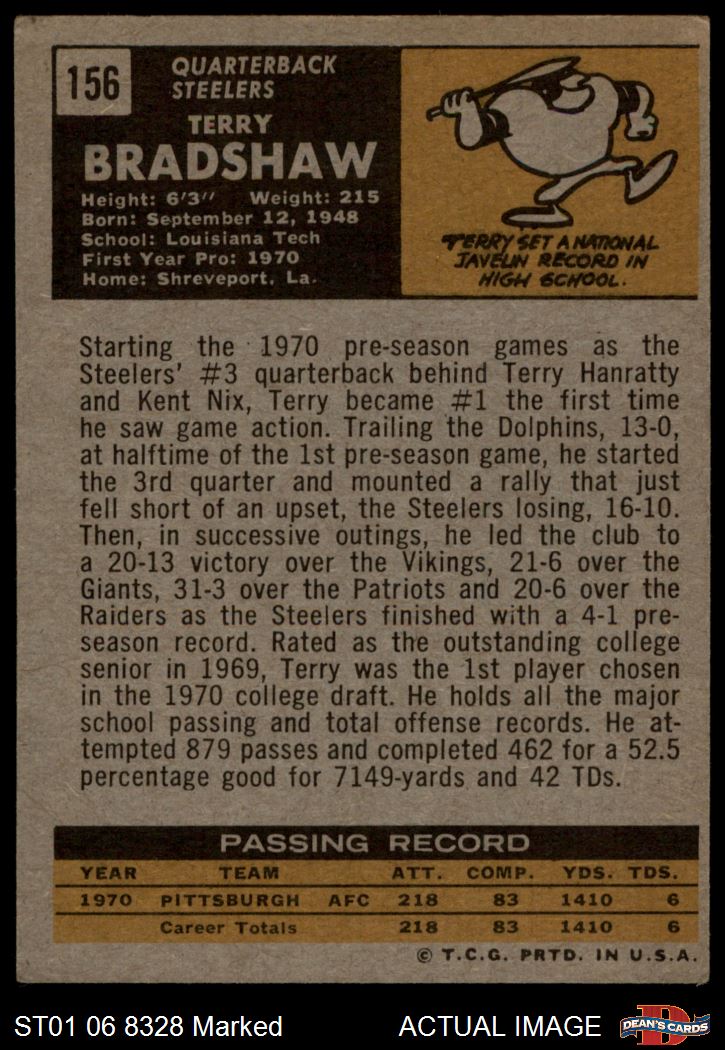 156
QUARTERBACK
STEELERS
TERRY
BRADSHAW
Height: 6'3" Weight: 215
Born: September 12, 1948
School: Louisiana Tech
First Year Pro: 1970
Home: Shreveport, La.
TERRY SET A NATIONAL
JAVELIN RECORD IN
HIGH SCHOOL.
Starting the 1970 pre-season games as the
Steelers' #3 quarterback behind Terry Hanratty
and Kent Nix, Terry became #1 the first time
he saw game action. Trailing the Dolphins, 13-0,
at halftime of the 1st pre-season game, he started
the 3rd quarter and mounted a rally that just
fell short of an upset, the Steelers losing, 16-10.
Then, in successive outings, he led the club to
a 20-13 victory over the Vikings, 21-6 over the
Giants, 31-3 over the Patriots and 20-6 over the
Raiders as the Steelers finished with a 4-1 pre-
season record. Rated as the outstanding college
senior in 1969, Terry was the 1st player chosen
in the 1970 college draft. He holds all the major
school passing and total offense records. He at-
tempted 879 passes and completed 462 for a 52.5
percentage good for 7149-yards and 42 TDs.
PASSING RECORD
YEAR TEAM ATT. COMP. YDS. TDS.
1970 PITTSBURGH AFC 218 83 1410 6
Career Totals 218 83 1410 6
© T.C.G. PRTD. IN U.S.A.
ST01 06 8328 Marked ACTUAL IMAGE D DEAN'S CARDS